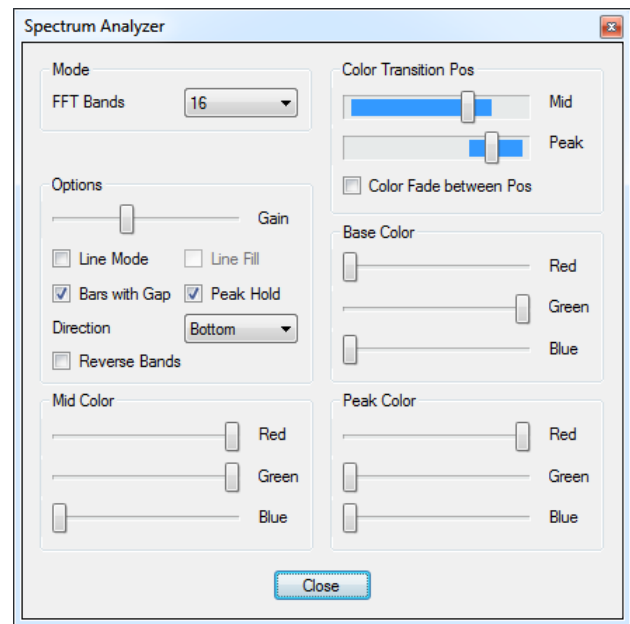 Spectrum Analyzer
Mode
FFT Bands 16
Options
Gain
Line Mode Line Fill
Bars with Gap Peak Hold
Direction Bottom
Reverse Bands
Color Transition Pos
Mid
Peak
Color Fade between Pos
Base Color
Red
Green
Blue
Mid Color
Red
Green
Blue
Peak Color
Red
Green
Blue
Close